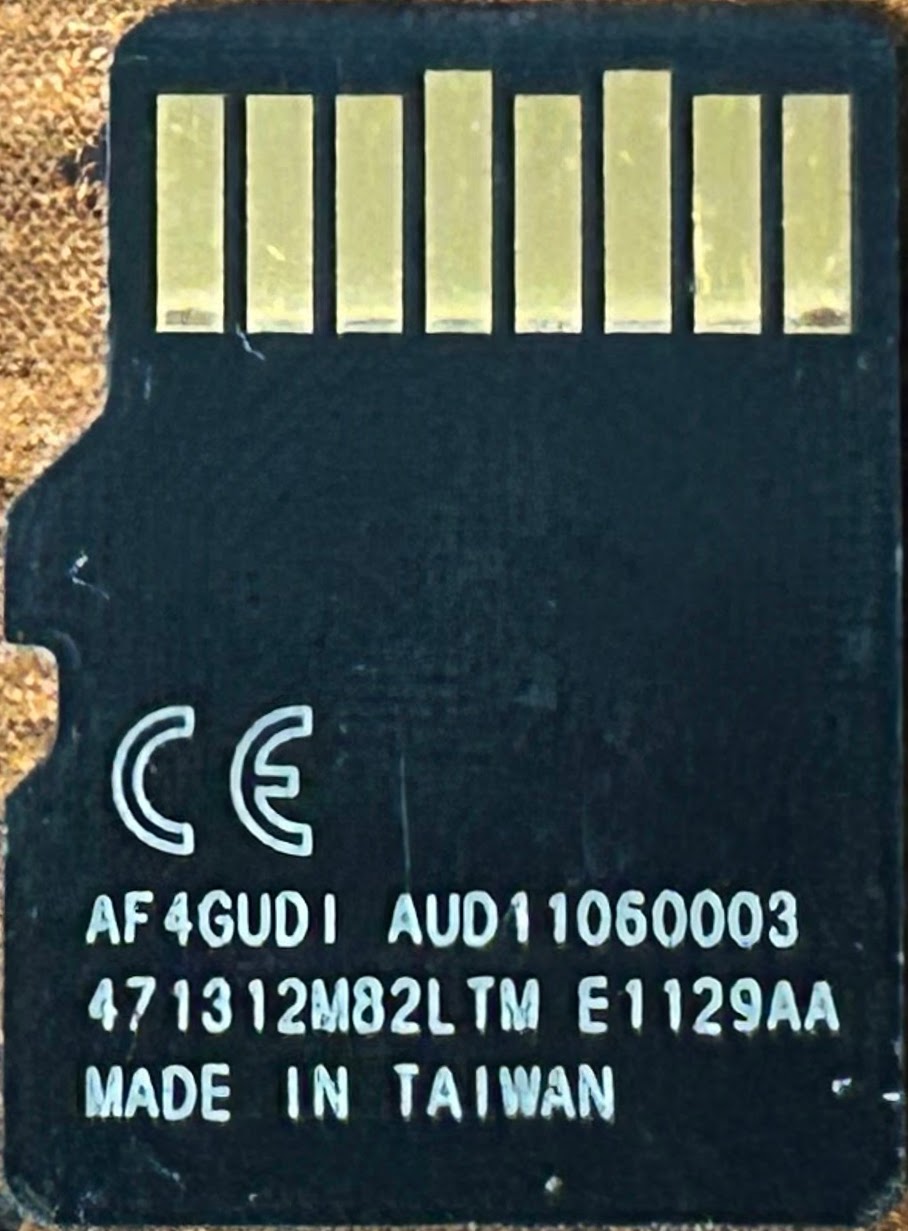 CE
AF4GUDI AUD11060003
471312M82LTM E1129AA
MADE IN TAIWAN